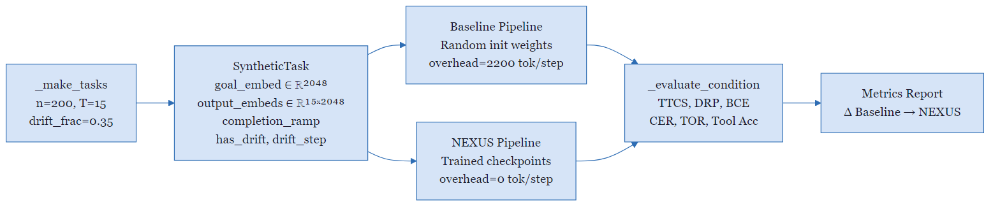 _make_tasks
n=200, T=15
drift_frac=0.35
SyntheticTask
goal_embed ∈ ℝ²⁰⁴⁸
output_embeds ∈ ℝ¹⁵ˣ²⁰⁴⁸
completion_ramp
has_drift, drift_step
Baseline Pipeline
Random init weights
overhead=2200 tok/step
NEXUS Pipeline
Trained checkpoints
overhead=0 tok/step
_evaluate_condition
TTCS, DRP, BCE
CER, TOR, Tool Acc
Metrics Report
Δ Baseline → NEXUS